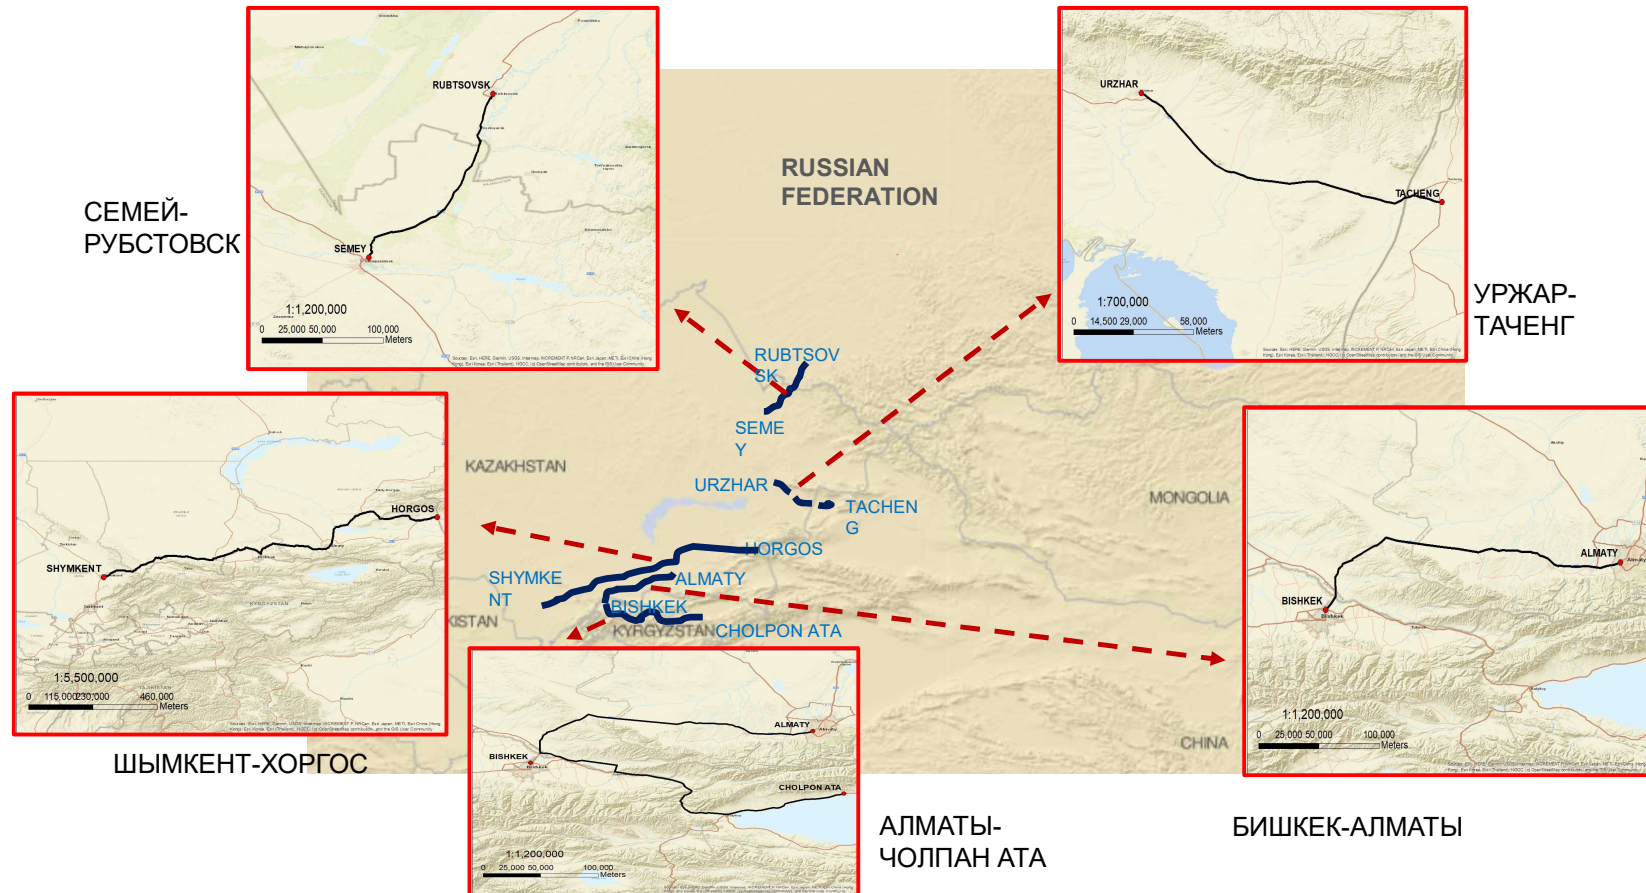 RUBTSOVSK
SEMEY
1:1,200,000
0 25,000 50,000 100,000
Meters
СЕМЕЙ-
РУБСТОВСК
URZHAR
TACHENG
1:700,000
0 14,500 29,000 58,000
Meters
УРЖАР-
ТАЧЕНГ
RUSSIAN
FEDERATION
RUBTSOV
SK
SEME
Y
KAZAKHSTAN
URZHAR
TACHEN
G
MONGOLIA
HORGOS
SHYMKE
NT
ALMATY
BISHKEK
KISTAN
KYRGYZSTAN
CHOLPON ATA
CHINA
HORGOS
SHYMKENT
1:5,500,000
0 115,000 230,000 460,000
Meters
ШЫМКЕНТ-ХОРГОС
ALMATY
BISHKEK
CHOLPON ATA
1:1,200,000
0 25,000 50,000 100,000
Meters
АЛМАТЫ-
ЧОЛПАН АТА
ALMATY
Almaty
BISHKEK
Bishkek
1:1,200,000
0 25,000 50,000 100,000
Meters
БИШКЕК-АЛМАТЫ